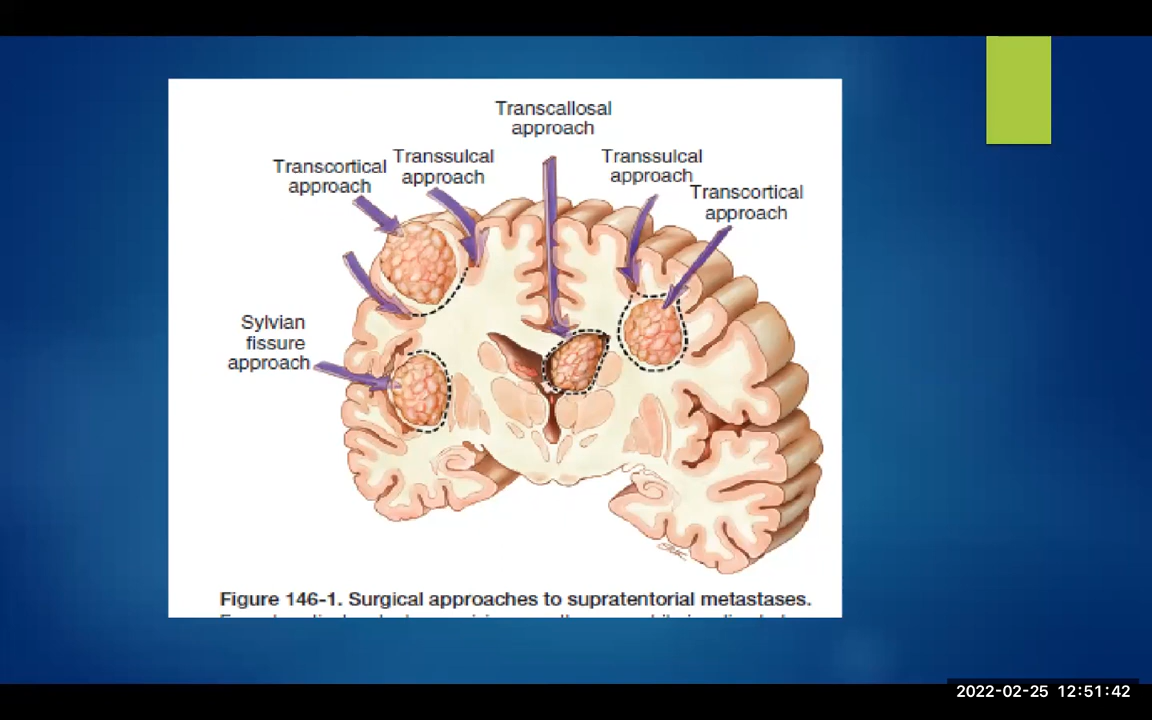 Transcallosal
approach
Transcortical
approach
Transsulcal
approach
Transsulcal
approach
Transcortical
approach
Sylvian
fissure
approach
Figure 146-1. Surgical approaches to supratentorial metastases.
2022-02-25 12:51:42